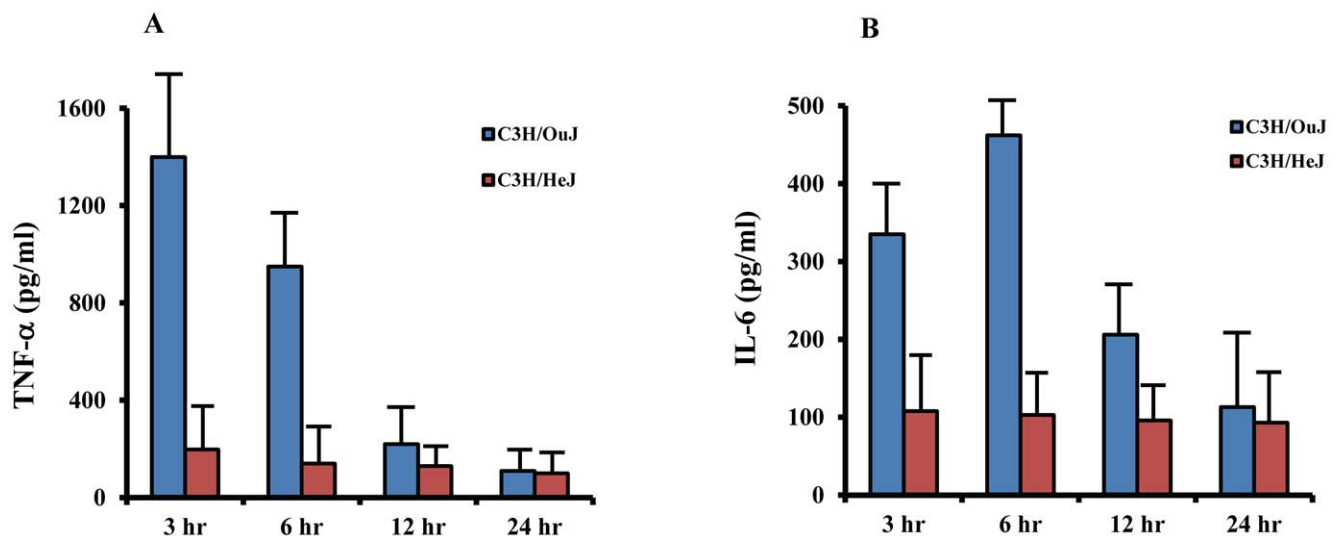 A
TNF-α (pg/ml)
1600
1200
800
400
0
C3H/OuJ
C3H/HeJ
3 hr 6 hr 12 hr 24 hr
B
IL-6 (pg/ml)
500
400
300
200
100
0
C3H/OuJ
C3H/HeJ
3 hr 6 hr 12 hr 24 hr